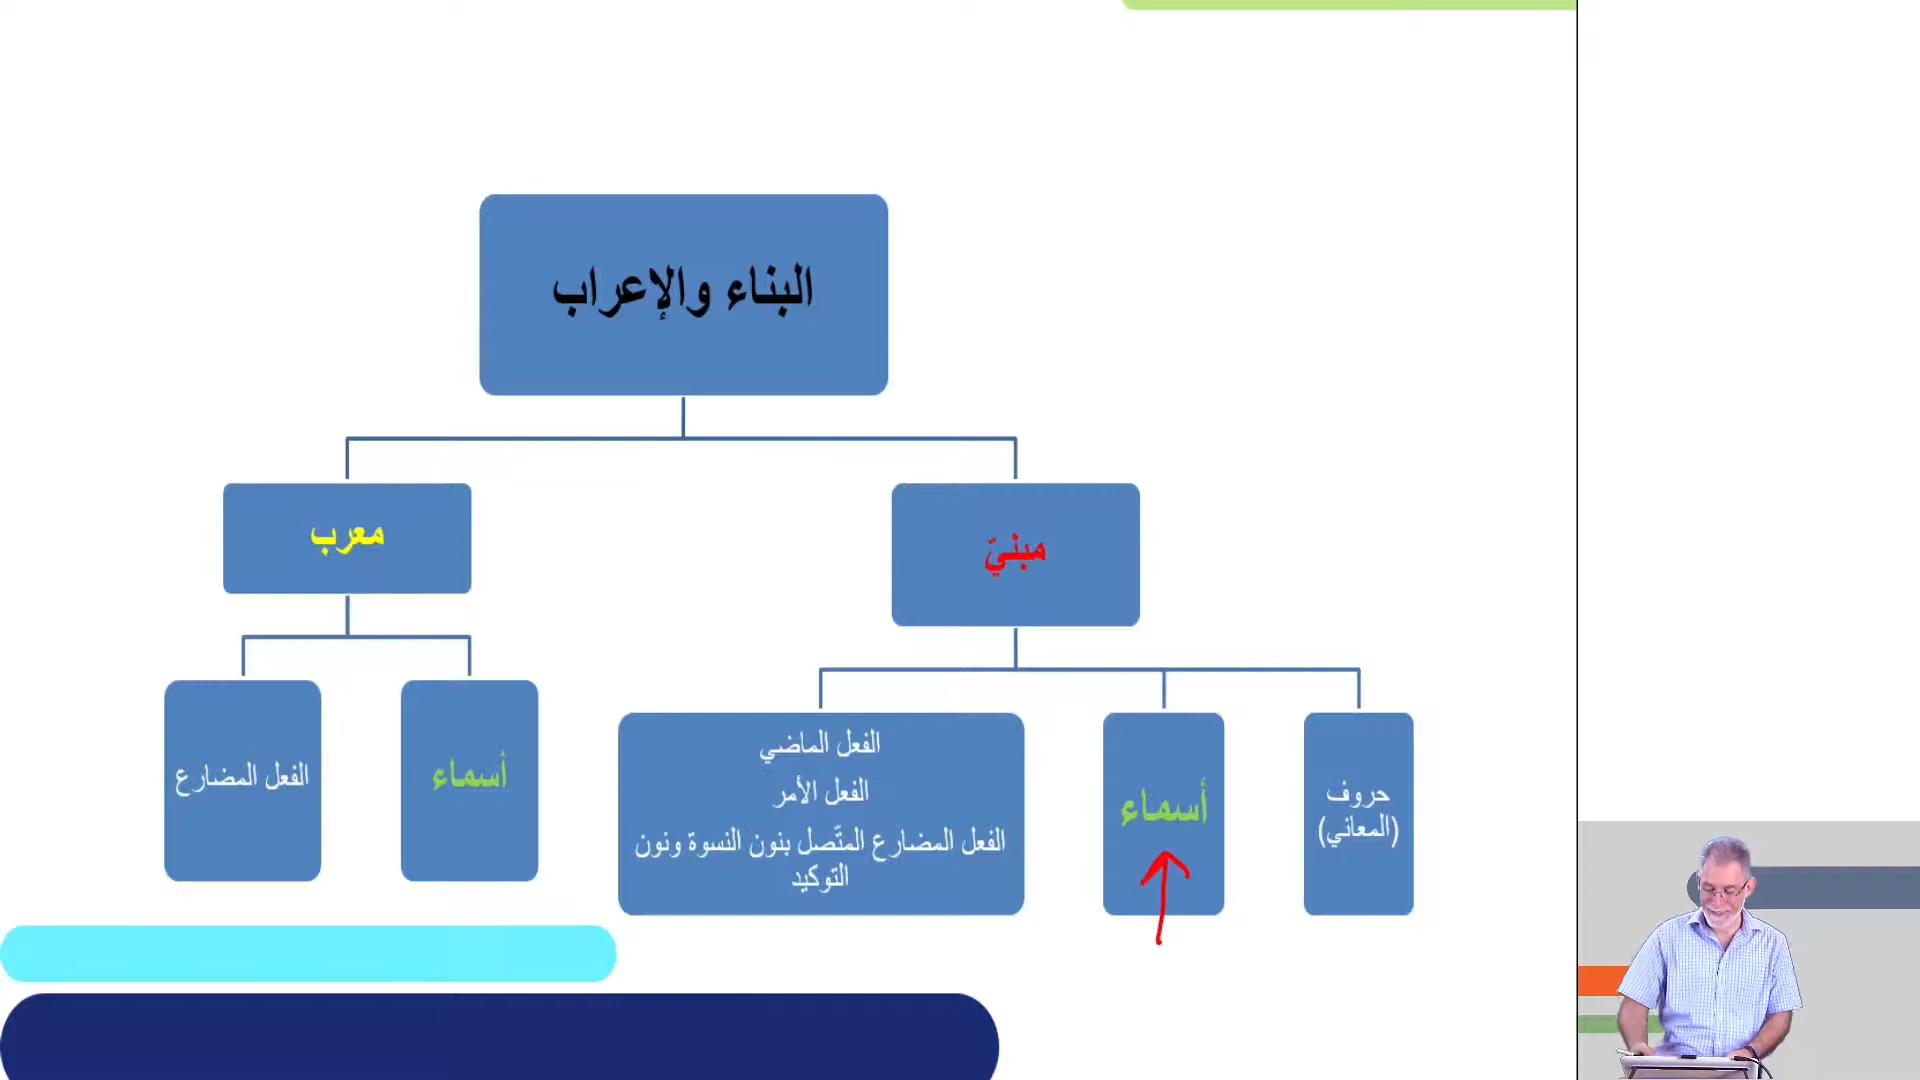 البناء والإعراب
مبنيّ
معرب
حروف
(المعاني)
أسماء
الفعل الماضي
الفعل الأمر
الفعل المضارع المتّصل بنون النسوة ونون
التوكيد
أسماء
الفعل المضارع